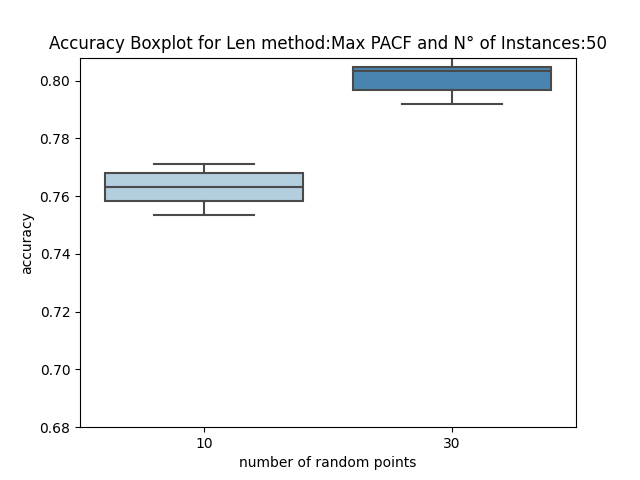 Accuracy Boxplot for Len method:Max PACF and N° of Instances:50
0.80
0.78
0.76
0.74
0.72
0.70
0.68
accuracy
10 30
number of random points